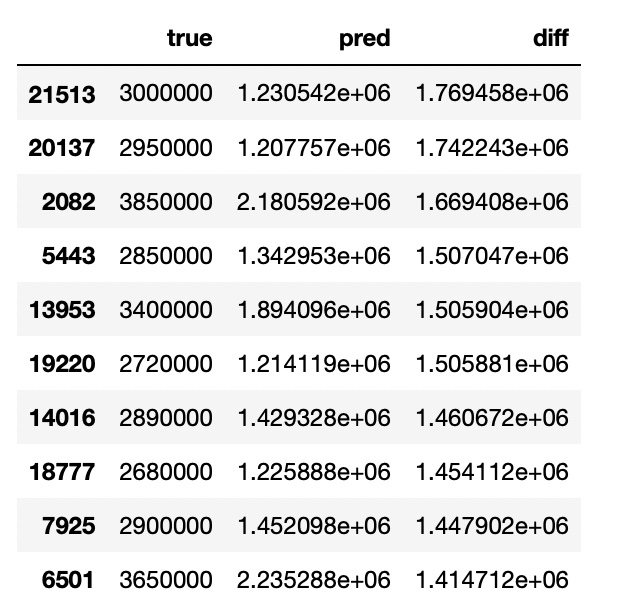 true pred diff
21513 3000000 1.230542e+06 1.769458e+06
20137 2950000 1.207757e+06 1.742243e+06
2082 3850000 2.180592e+06 1.669408e+06
5443 2850000 1.342953e+06 1.507047e+06
13953 3400000 1.894096e+06 1.505904e+06
19220 2720000 1.214119e+06 1.505881e+06
14016 2890000 1.429328e+06 1.460672e+06
18777 2680000 1.225888e+06 1.454112e+06
7925 2900000 1.452098e+06 1.447902e+06
6501 3650000 2.235288e+06 1.414712e+06